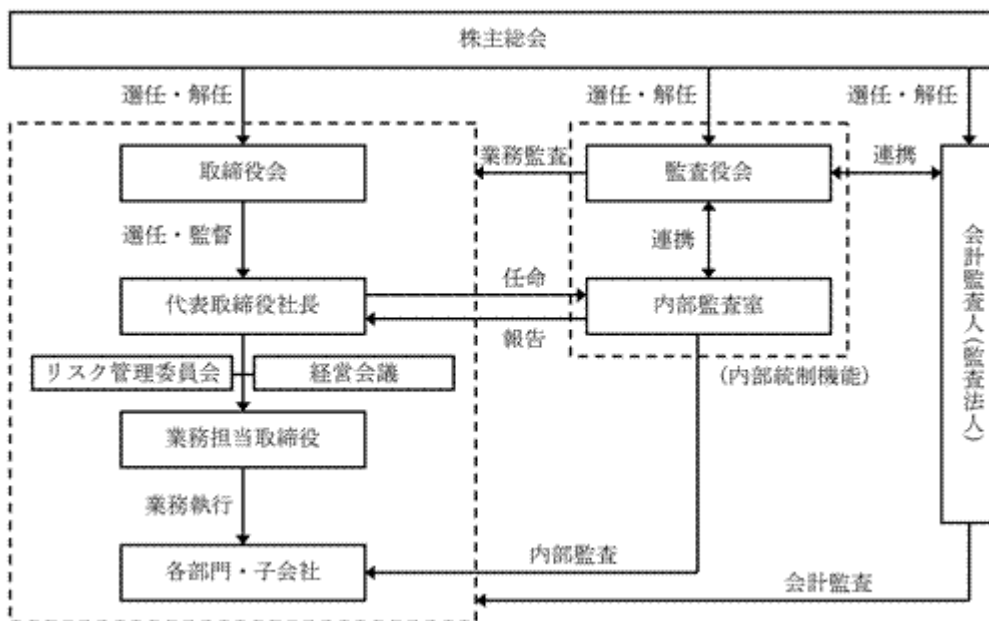 株主総会
選任・解任
選任・解任
選任・解任
取締役会
業務監査
監査役会
連携
選任・監督
連携
会計監査人(監査法人)
代表取締役社長
任命
報告
内部監査室
リスク管理委員会
経営会議
(内部統制機能)
業務担当取締役
業務執行
各部門・子会社
内部監査
会計監査